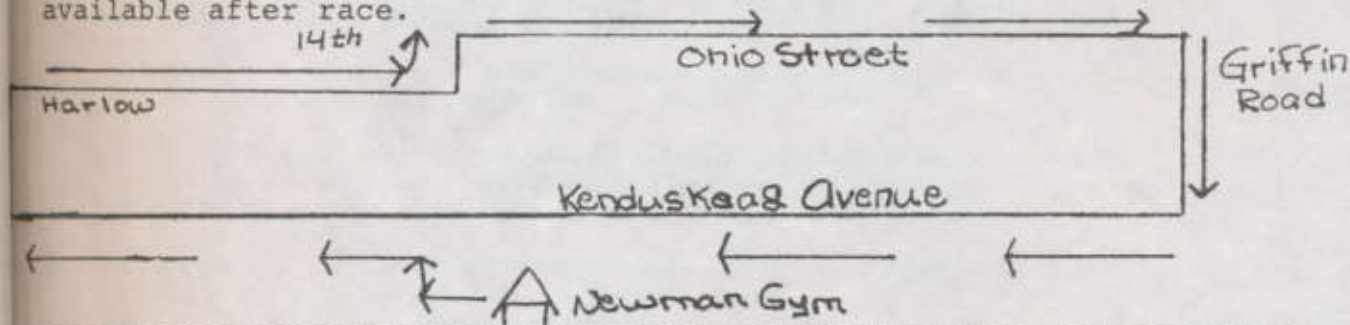 available after race.
14th
Ohio Street
Griffin
Road
Harlow
Kenduskeag Avenue
Newman Gym